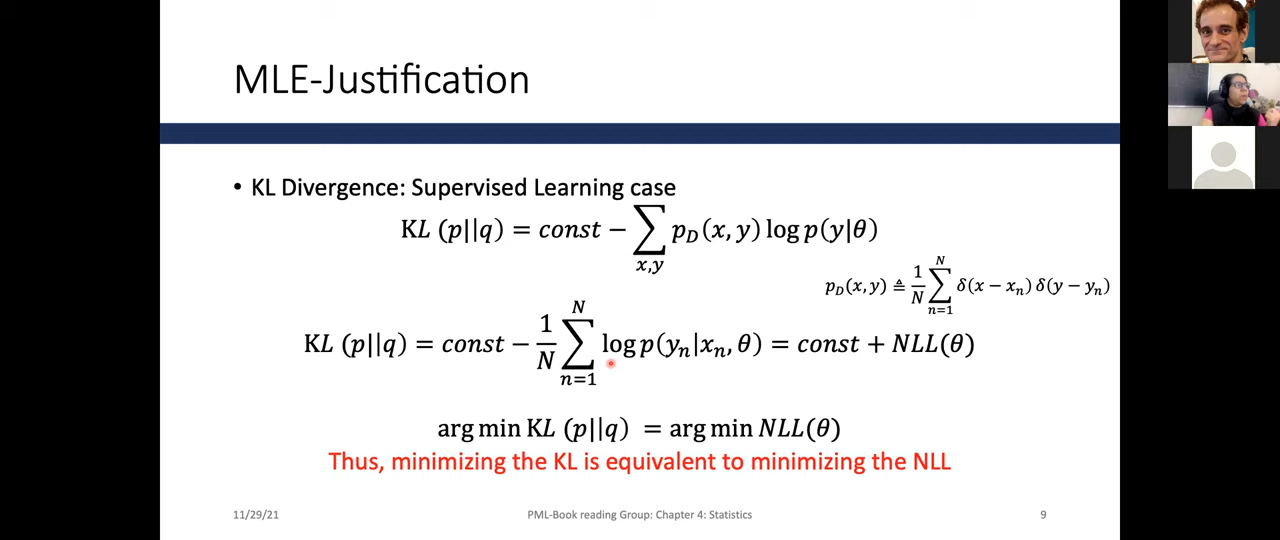 MLE-Justification
• KL Divergence: Supervised Learning case
KL (p||q) = const − ∑_{x,y} p_D(x, y) log p(y|θ)
p_D(x, y) ≜ 1/N ∑_{n=1}^{N} δ(x − x_n) δ(y − y_n)
KL (p||q) = const − 1/N ∑_{n=1}^{N} log p(y_n|x_n, θ) = const + NLL(θ)
arg min KL (p||q) = arg min NLL(θ)
Thus, minimizing the KL is equivalent to minimizing the NLL
11/29/21 PML-Book reading Group: Chapter 4: Statistics 9